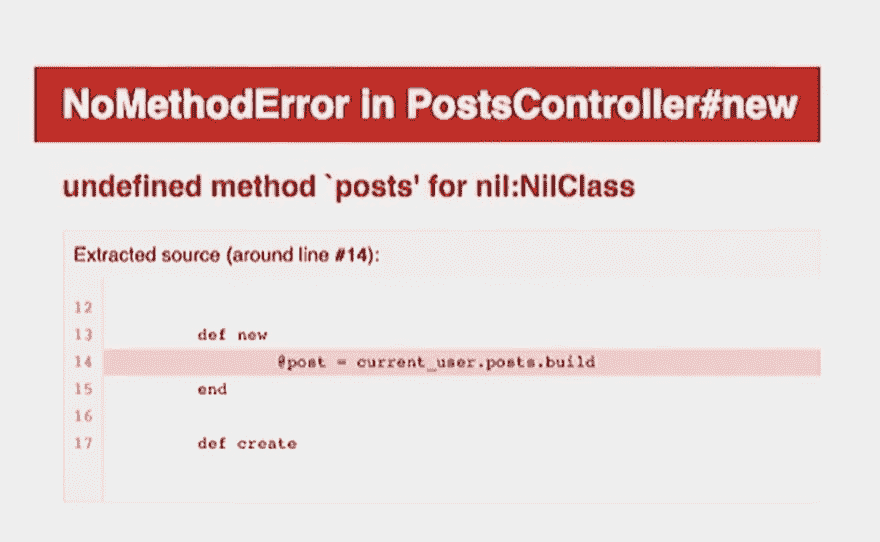 NoMethodError in PostsController#new
undefined method `posts' for nil:NilClass
Extracted source (around line #14):
12
13 def new
14 @post = current_user.posts.build
15 end
16
17 def create